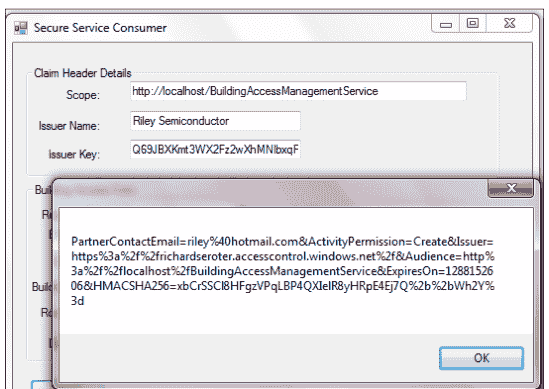 Secure Service Consumer
Claim Header Details
Scope:
http://localhost/BuildingAccessManagementService
Issuer Name:
Riley Semiconductor
Issuer Key:
Q69JBXKmt3WX2Fz2wXhMNIbxqF
PartnerContactEmail=riley%40hotmail.com&ActivityPermission=Create&Issuer=
https%3a%2f%2frichardseroter.accesscontrol.windows.net%2f&Audience=http%
3a%2f%2flocalhost%2fBuildingAccessManagementService&ExpiresOn=12881526
06&HMACSHA256=xbCrSSCl8HFgzVPqLBP4QXIeIR8yHRpE4Ej7Q%2b%2bWh2Y%
3d
OK